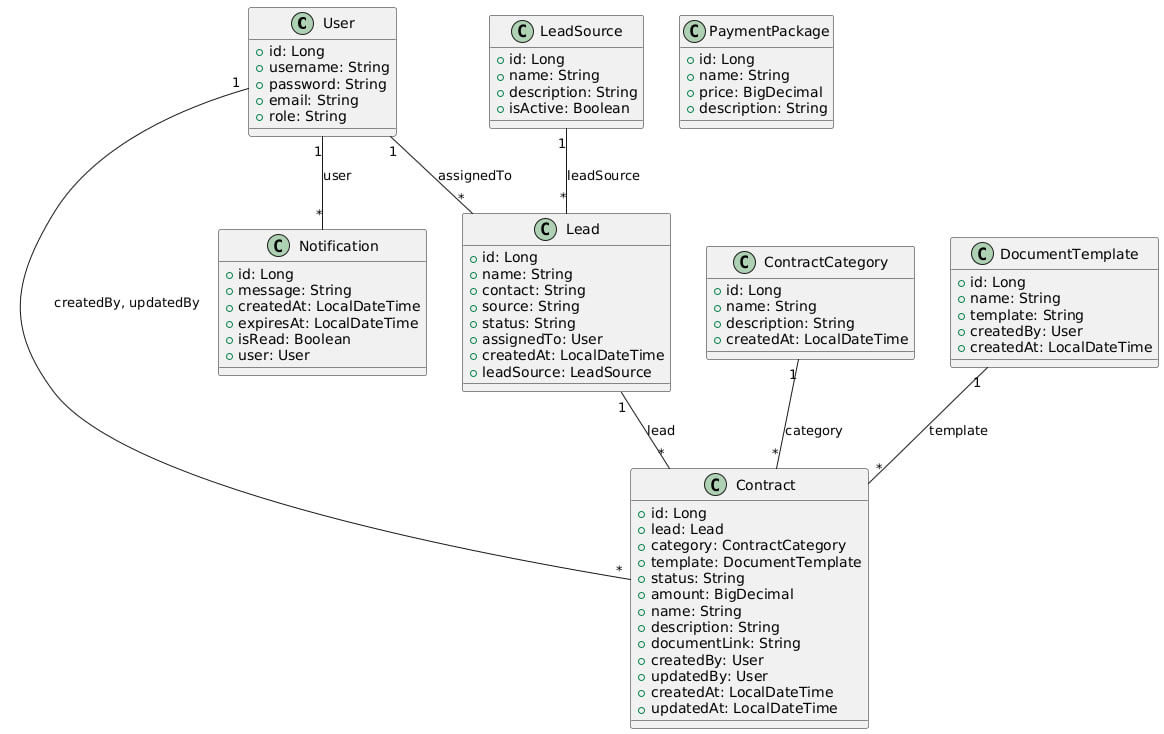 C User
+ id: Long
+ username: String
+ password: String
+ email: String
+ role: String
C LeadSource
id: Long
name: String
description: String
isActive: Boolean
C PaymentPackage
id: Long
name: String
price: BigDecimal
description: String
1
1
user
*
1
assignedTo
*
1
leadSource
*
createdBy, updatedBy
*
C Notification
id: Long
message: String
createdAt: LocalDateTime
expiresAt: LocalDateTime
isRead: Boolean
user: User
C Lead
id: Long
name: String
contact: String
source: String
status: String
assignedTo: User
createdAt: LocalDateTime
leadSource: LeadSource
C ContractCategory
id: Long
name: String
description: String
createdAt: LocalDateTime
C DocumentTemplate
id: Long
name: String
template: String
createdBy: User
createdAt: LocalDateTime
1
lead
*
1
category
*
1
template
*
C Contract
id: Long
lead: Lead
category: ContractCategory
template: DocumentTemplate
status: String
amount: BigDecimal
name: String
description: String
documentLink: String
createdBy: User
updatedBy: User
createdAt: LocalDateTime
updatedAt: LocalDateTime